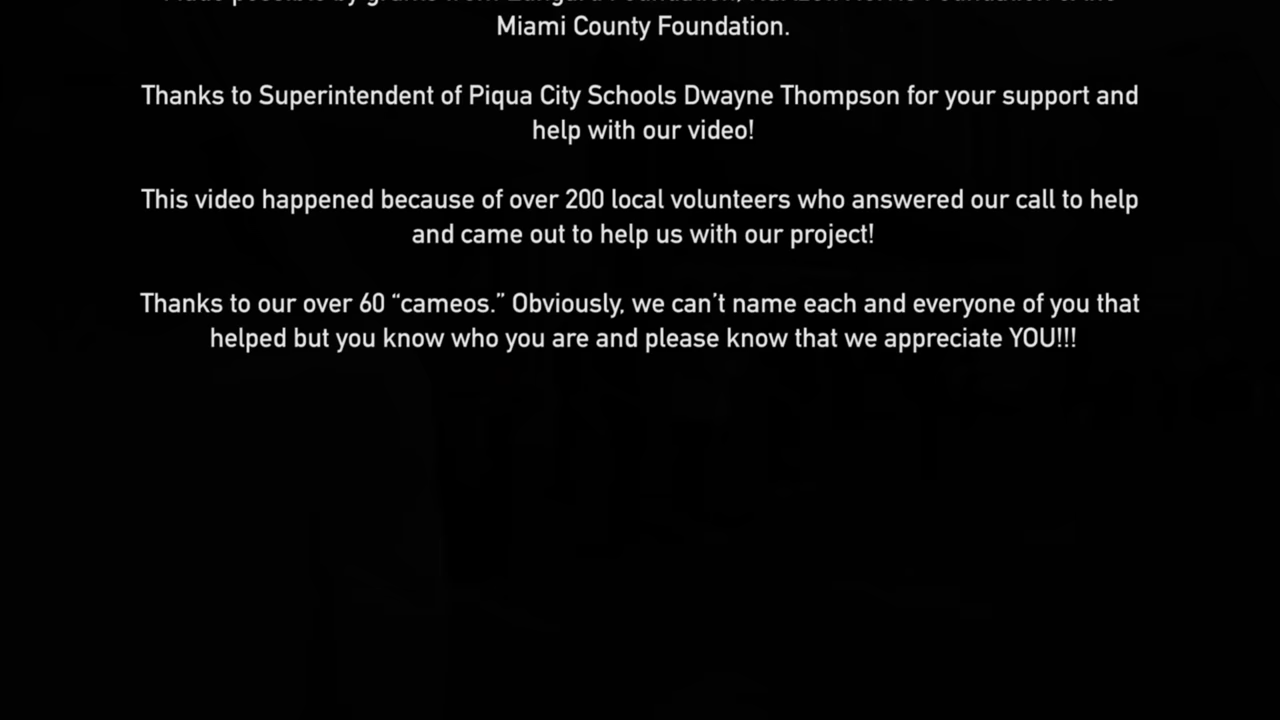 Miami County Foundation.
Thanks to Superintendent of Piqua City Schools Dwayne Thompson for your support and
help with our video!
This video happened because of over 200 local volunteers who answered our call to help
and came out to help us with our project!
Thanks to our over 60 “cameos.” Obviously, we can’t name each and everyone of you that
helped but you know who you are and please know that we appreciate YOU!!!